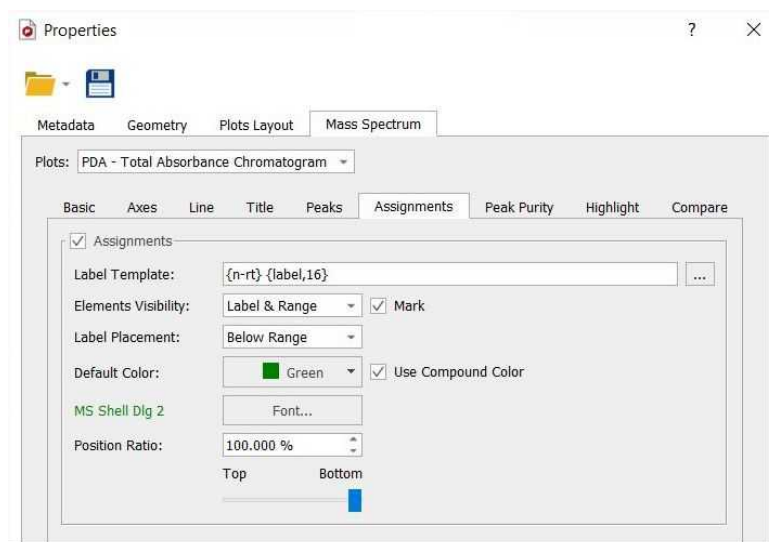 Properties ?
Metadata Geometry Plots Layout Mass Spectrum
Plots: PDA - Total Absorbance Chromatogram
Basic Axes Line Title Peaks Assignments Peak Purity Highlight Compare
Assignments
Label Template: {n-rt} {label,16} ...
Elements Visibility: Label & Range Mark
Label Placement: Below Range
Default Color: Green Use Compound Color
MS Shell Dlg 2 Font...
Position Ratio: 100.000 %
Top Bottom